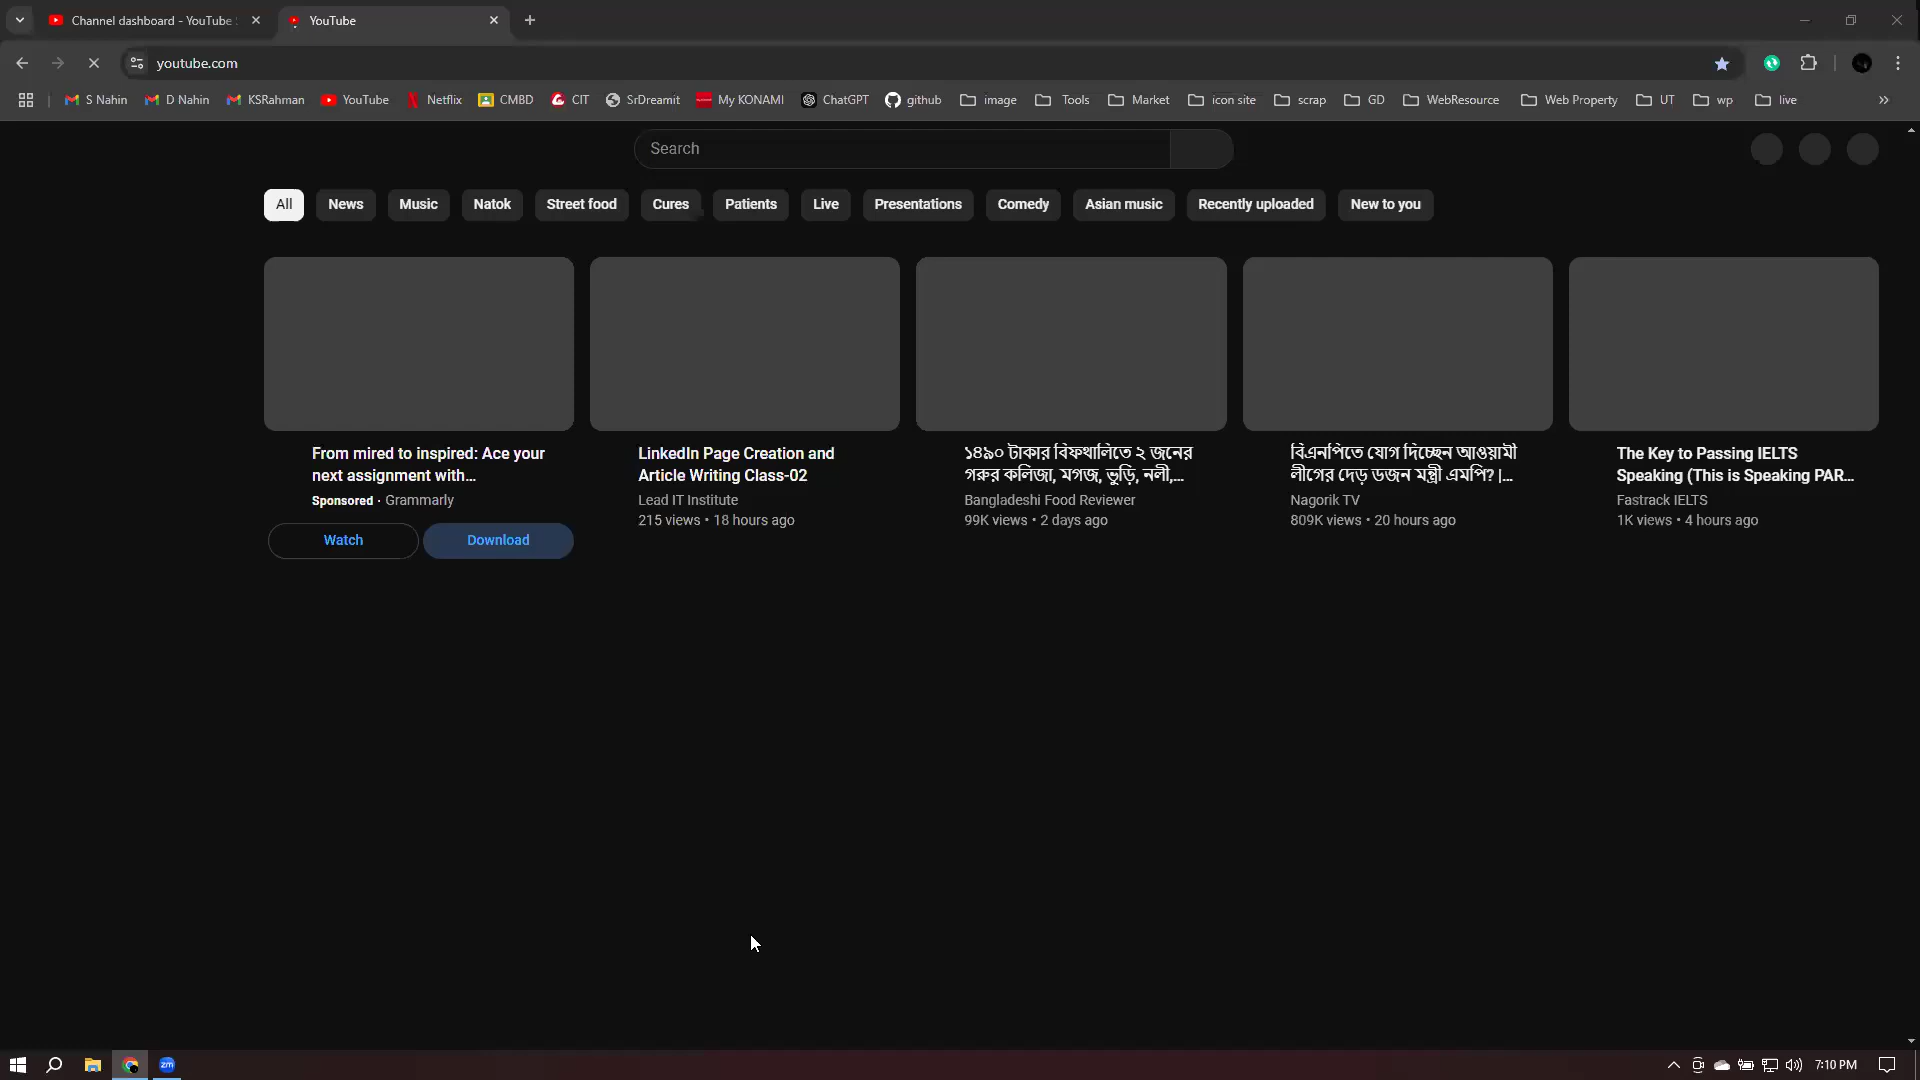 Channel dashboard - YouTube
YouTube
youtube.com
S Nahin
D Nahin
KSRahman
YouTube
Netflix
CMBD
CIT
SrDreamit
My KONAMI
ChatGPT
github
image
Tools
Market
icon site
scrap
GD
WebResource
Web Property
UT
wp
live
Search
All
News
Music
Natok
Street food
Cures
Patients
Live
Presentations
Comedy
Asian music
Recently uploaded
New to you
From mired to inspired: Ace your
next assignment with...
Sponsored · Grammarly
Watch
Download
LinkedIn Page Creation and
Article Writing Class-02
Lead IT Institute
215 views • 18 hours ago
১৪৯০ টাকার বিফথালিতে ২ জনের
গরুর কলিজা, মগজ, ভুড়ি, নলী,...
Bangladeshi Food Reviewer
99K views • 2 days ago
বিএনপিতে যোগ দিচ্ছেন আওয়ামী
লীগের দেড় ডজন মন্ত্রী এমপি? |...
Nagorik TV
809K views • 20 hours ago
The Key to Passing IELTS
Speaking (This is Speaking PAR...
Fastrack IELTS
1K views • 4 hours ago
zm
7:10 PM